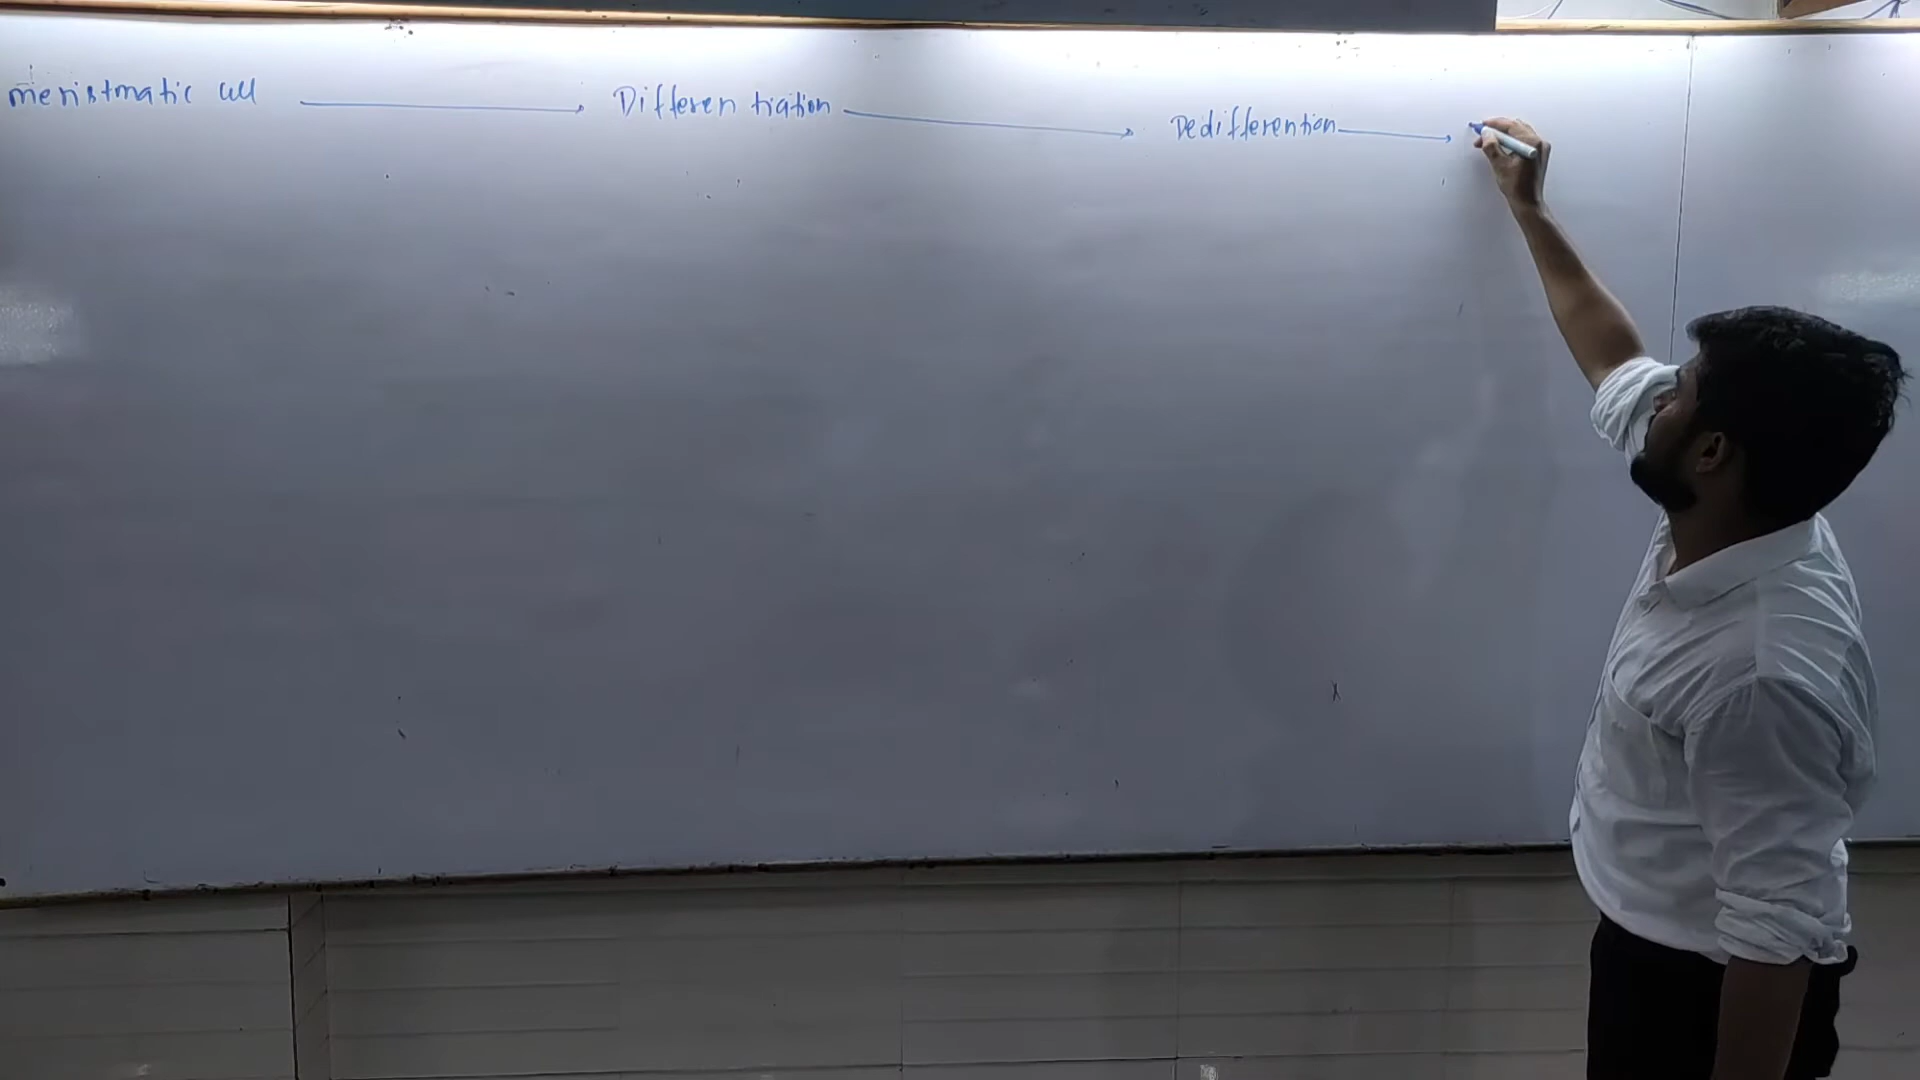 meristmatic cell → Differentiation → Dedifferention →